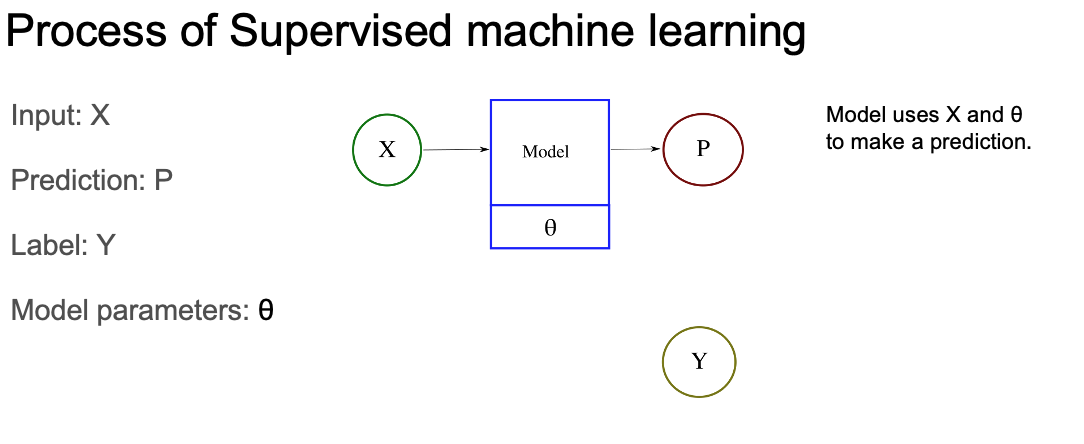 Process of Supervised machine learning
Input: X
Prediction: P
Label: Y
Model parameters: θ
X
Model
θ
P
Y
Model uses X and θ
to make a prediction.